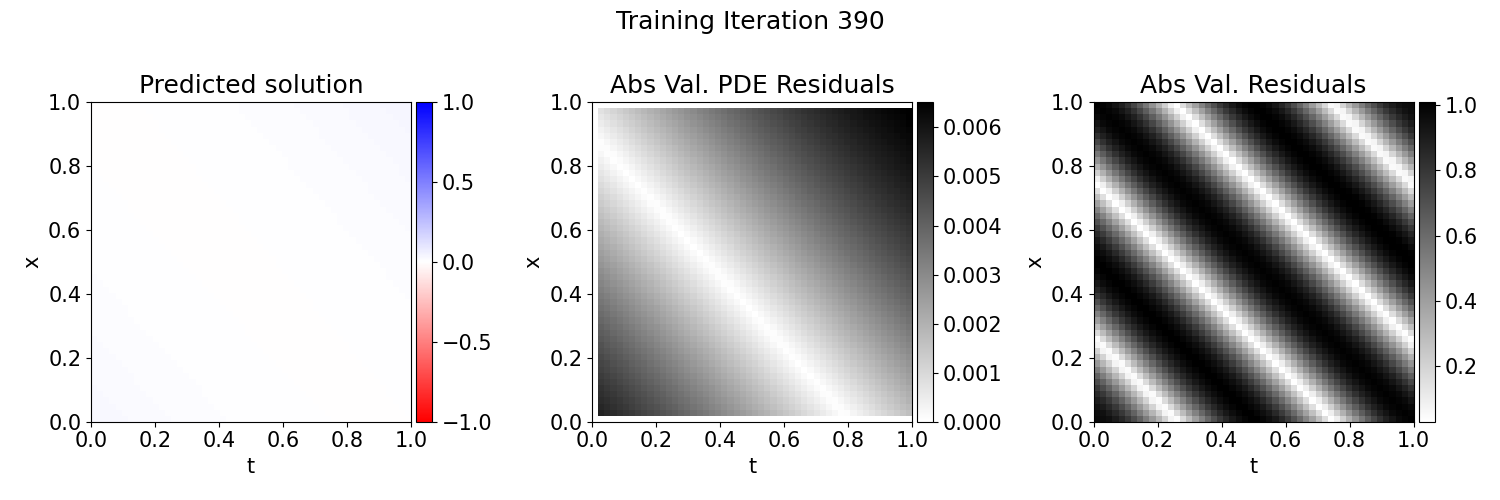 Training Iteration 390
Predicted solution
1.0
0.8
0.6
0.4
0.2
0.0
x
0.0 0.2 0.4 0.6 0.8 1.0
t
1.0
0.5
0.0
−0.5
−1.0
Abs Val. PDE Residuals
1.0
0.8
0.6
0.4
0.2
0.0
x
0.0 0.2 0.4 0.6 0.8 1.0
t
0.006
0.005
0.004
0.003
0.002
0.001
0.000
Abs Val. Residuals
1.0
0.8
0.6
0.4
0.2
0.0
x
0.0 0.2 0.4 0.6 0.8 1.0
t
1.0
0.8
0.6
0.4
0.2